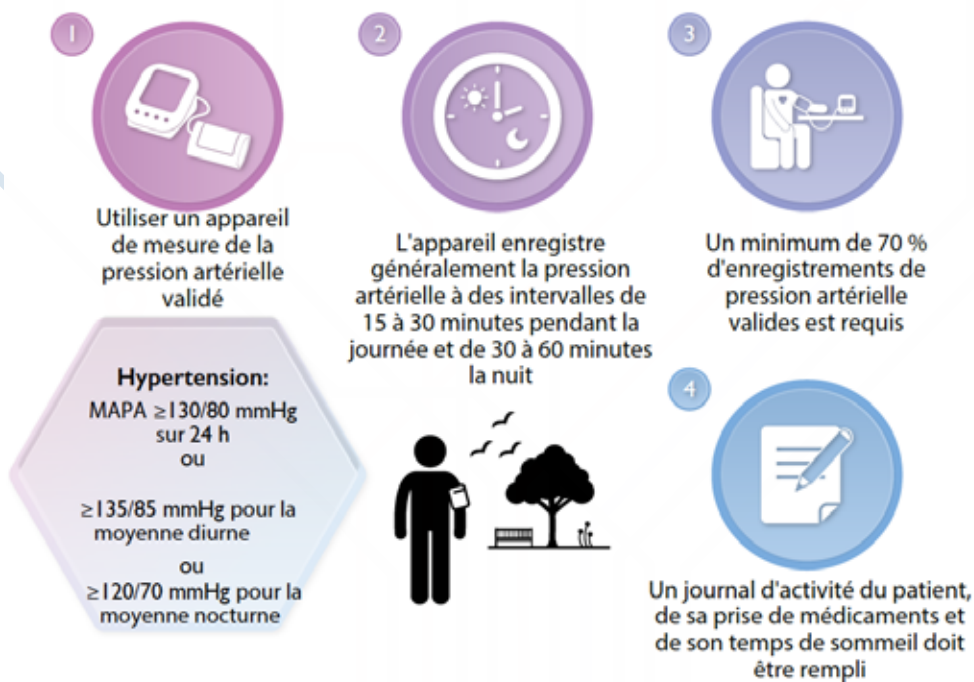 1
Utiliser un appareil
de mesure de la
pression artérielle
validé
2
L'appareil enregistre
généralement la pression
artérielle à des intervalles de
15 à 30 minutes pendant la
journée et de 30 à 60 minutes
la nuit
3
Un minimum de 70 %
d'enregistrements de
pression artérielle
valides est requis
Hypertension:
MAPA ≥130/80 mmHg
sur 24 h
ou
≥135/85 mmHg pour la
moyenne diurne
ou
≥120/70 mmHg pour la
moyenne nocturne
4
Un journal d'activité du patient,
de sa prise de médicaments et
de son temps de sommeil doit
être rempli